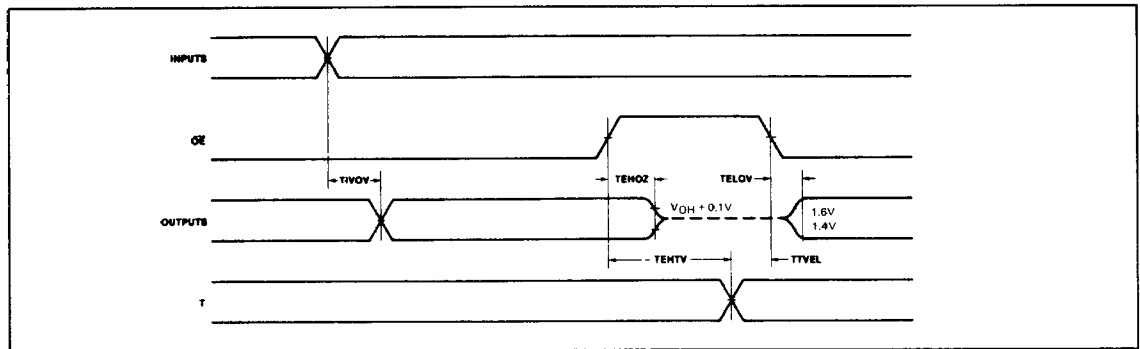 INPUTS
OE
TIVOV
TEHOZ
TELOV
OUTPUTS
VOH + 0.1V
1.6V
1.4V
TEHTV
TTVEL
T